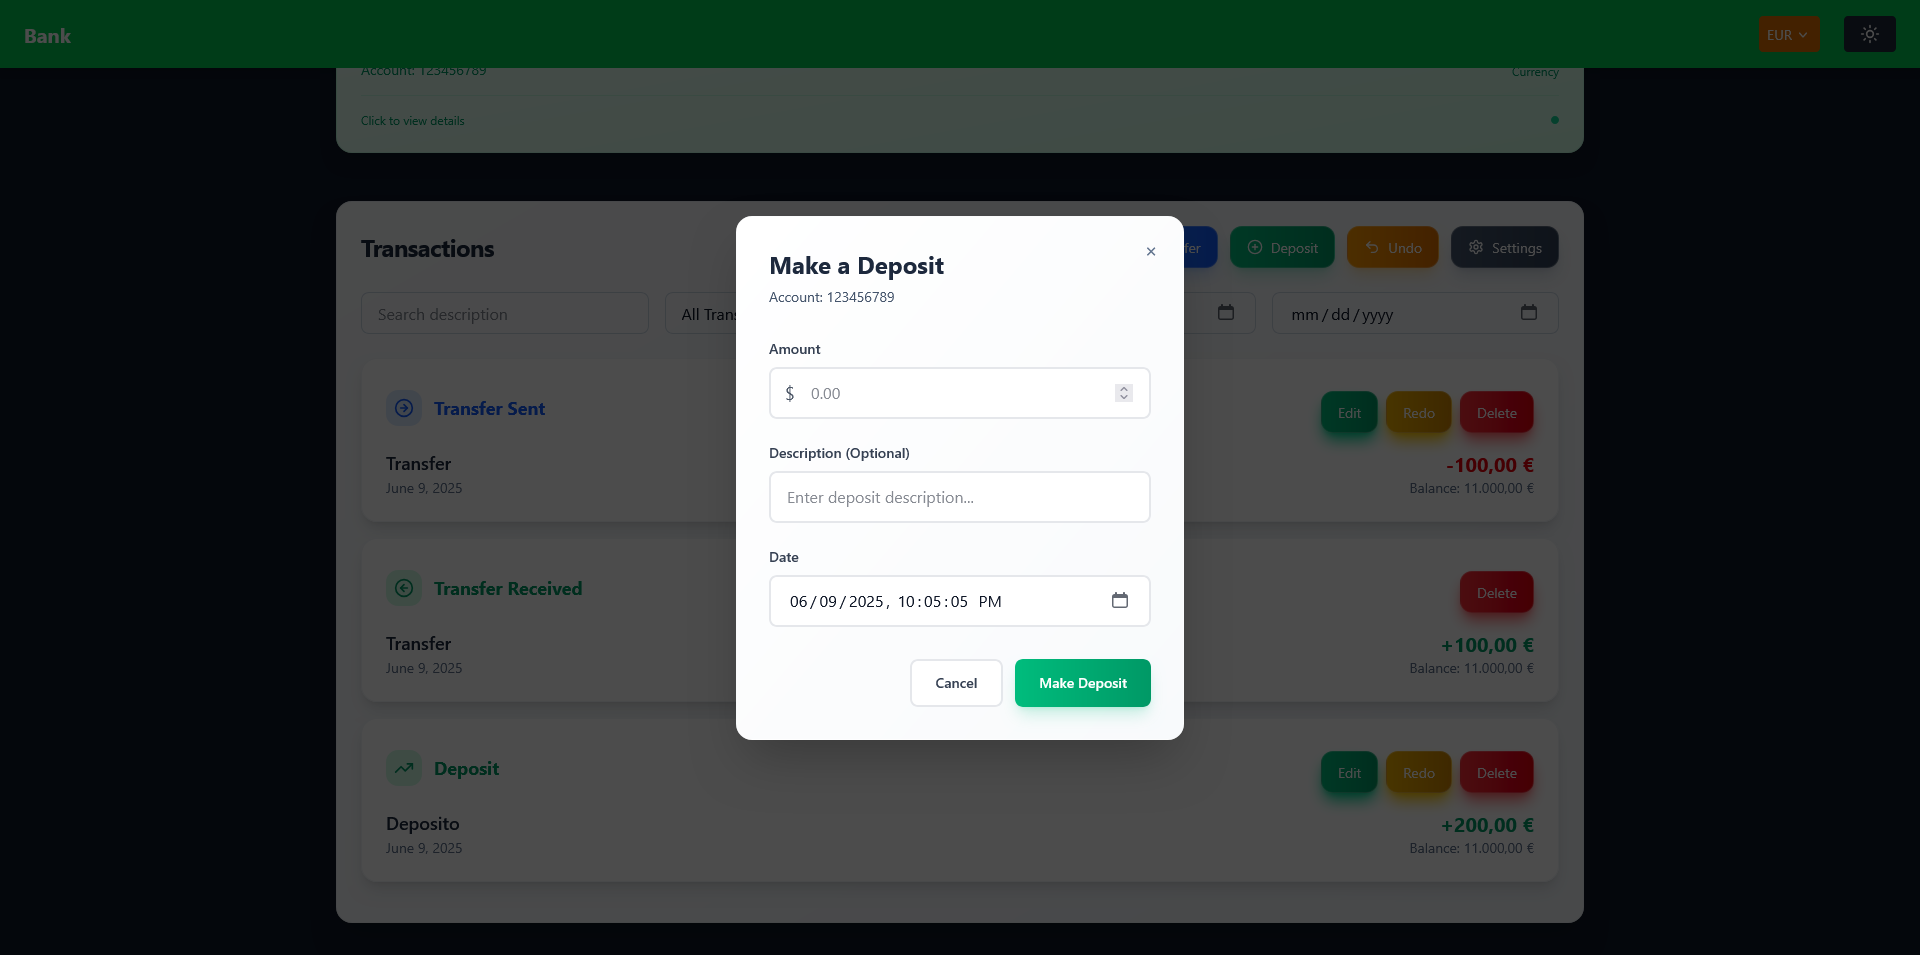 Bank
EUR
Account: 123456789
Currency
Click to view details
Transactions
fer
Deposit
Undo
Settings
Search description
All Trans
mm/dd/yyyy
Transfer Sent
Edit
Redo
Delete
Transfer
-100,00 €
June 9, 2025
Balance: 11.000,00 €
Transfer Received
Delete
Transfer
+100,00 €
June 9, 2025
Balance: 11.000,00 €
Deposit
Edit
Redo
Delete
Deposito
+200,00 €
June 9, 2025
Balance: 11.000,00 €
Make a Deposit
×
Account: 123456789
Amount
$ 0.00
Description (Optional)
Enter deposit description...
Date
06/09/2025, 10:05:05 PM
Cancel
Make Deposit